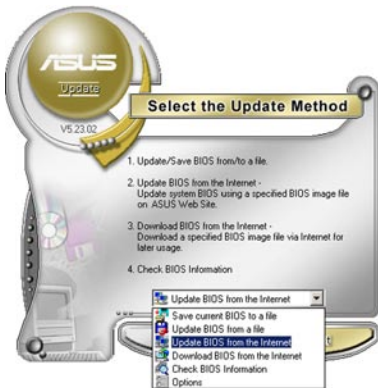 ASUS
Update
V5.23.02
Select the Update Method
1. Update/Save BIOS from/to a file.
2. Update BIOS from the Internet -
Update system BIOS using a specified BIOS image file
on ASUS Web Site.
3. Download BIOS from the Internet -
Download a specified BIOS image file via Internet for
later usage.
4. Check BIOS Information
Update BIOS from the Internet
Save current BIOS to a file
Update BIOS from a file
Update BIOS from the Internet
Download BIOS from the Internet
Check BIOS Information
Options